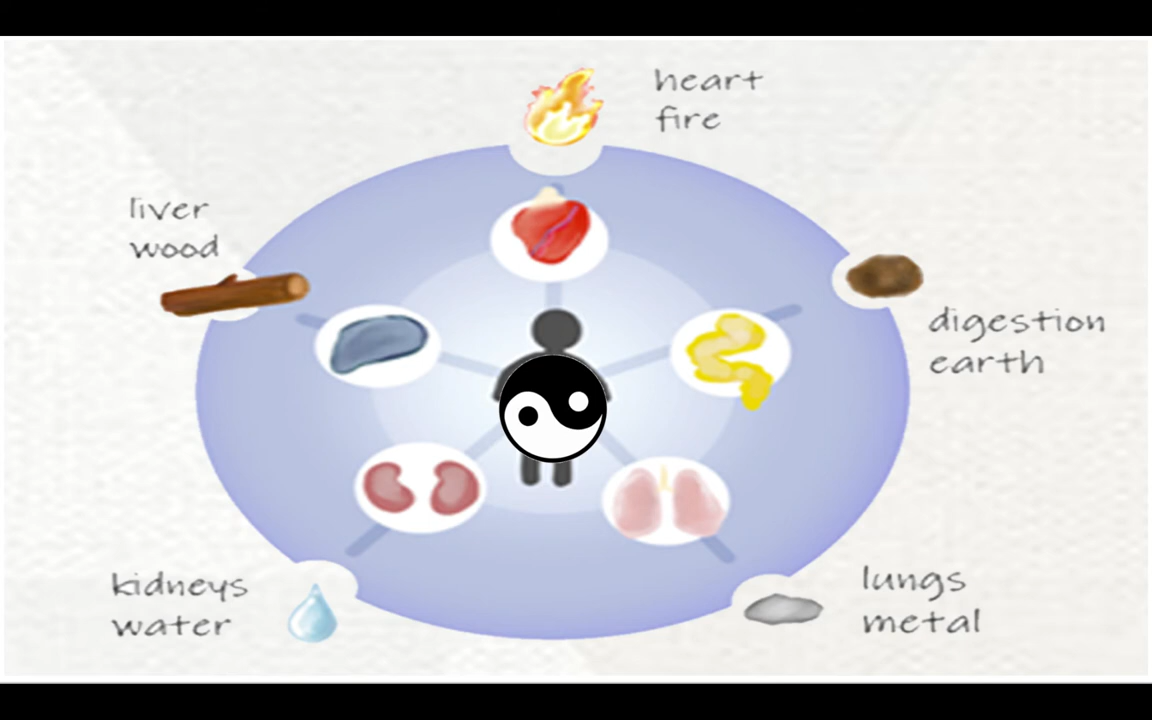 heart
fire
liver
wood
digestion
earth
kidneys
water
lungs
metal